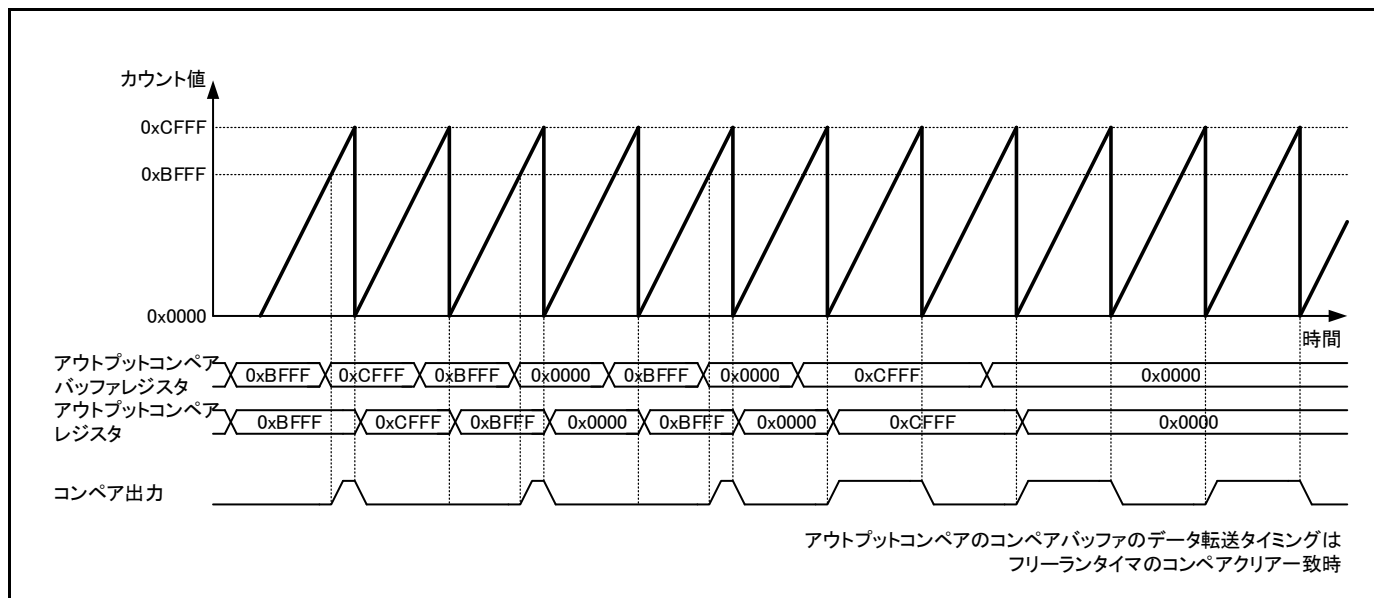 カウント値
0xCFFF
0xBFFF
0x0000
時間
アウトプットコンペア
バッファレジスタ
0xBFFF 0xCFFF 0xBFFF 0x0000 0xBFFF 0x0000 0xCFFF 0x0000
アウトプットコンペア
レジスタ
0xBFFF 0xCFFF 0xBFFF 0x0000 0xBFFF 0x0000 0xCFFF 0x0000
コンペア出力
アウトプットコンペアのコンペアバッファのデータ転送タイミングは
フリーランタイマのコンペアクリアー致時